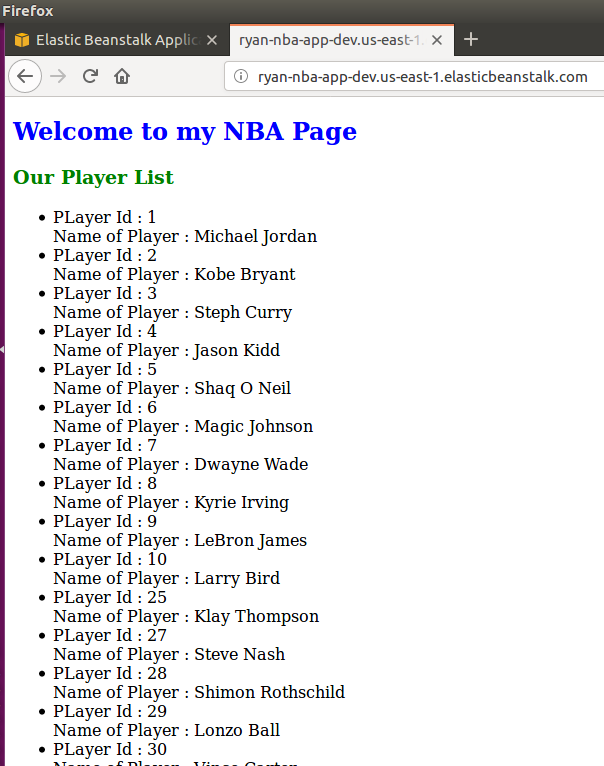 Firefox
Elastic Beanstalk Applic
ryan-nba-app-dev.us-east-1.
ryan-nba-app-dev.us-east-1.elasticbeanstalk.com
Welcome to my NBA Page
Our Player List
PLayer Id : 1
Name of Player : Michael Jordan
PLayer Id : 2
Name of Player : Kobe Bryant
PLayer Id : 3
Name of Player : Steph Curry
PLayer Id : 4
Name of Player : Jason Kidd
PLayer Id : 5
Name of Player : Shaq O Neil
PLayer Id : 6
Name of Player : Magic Johnson
PLayer Id : 7
Name of Player : Dwayne Wade
PLayer Id : 8
Name of Player : Kyrie Irving
PLayer Id : 9
Name of Player : LeBron James
PLayer Id : 10
Name of Player : Larry Bird
PLayer Id : 25
Name of Player : Klay Thompson
PLayer Id : 27
Name of Player : Steve Nash
PLayer Id : 28
Name of Player : Shimon Rothschild
PLayer Id : 29
Name of Player : Lonzo Ball
PLayer Id : 30
Name of Player : Vince Carter